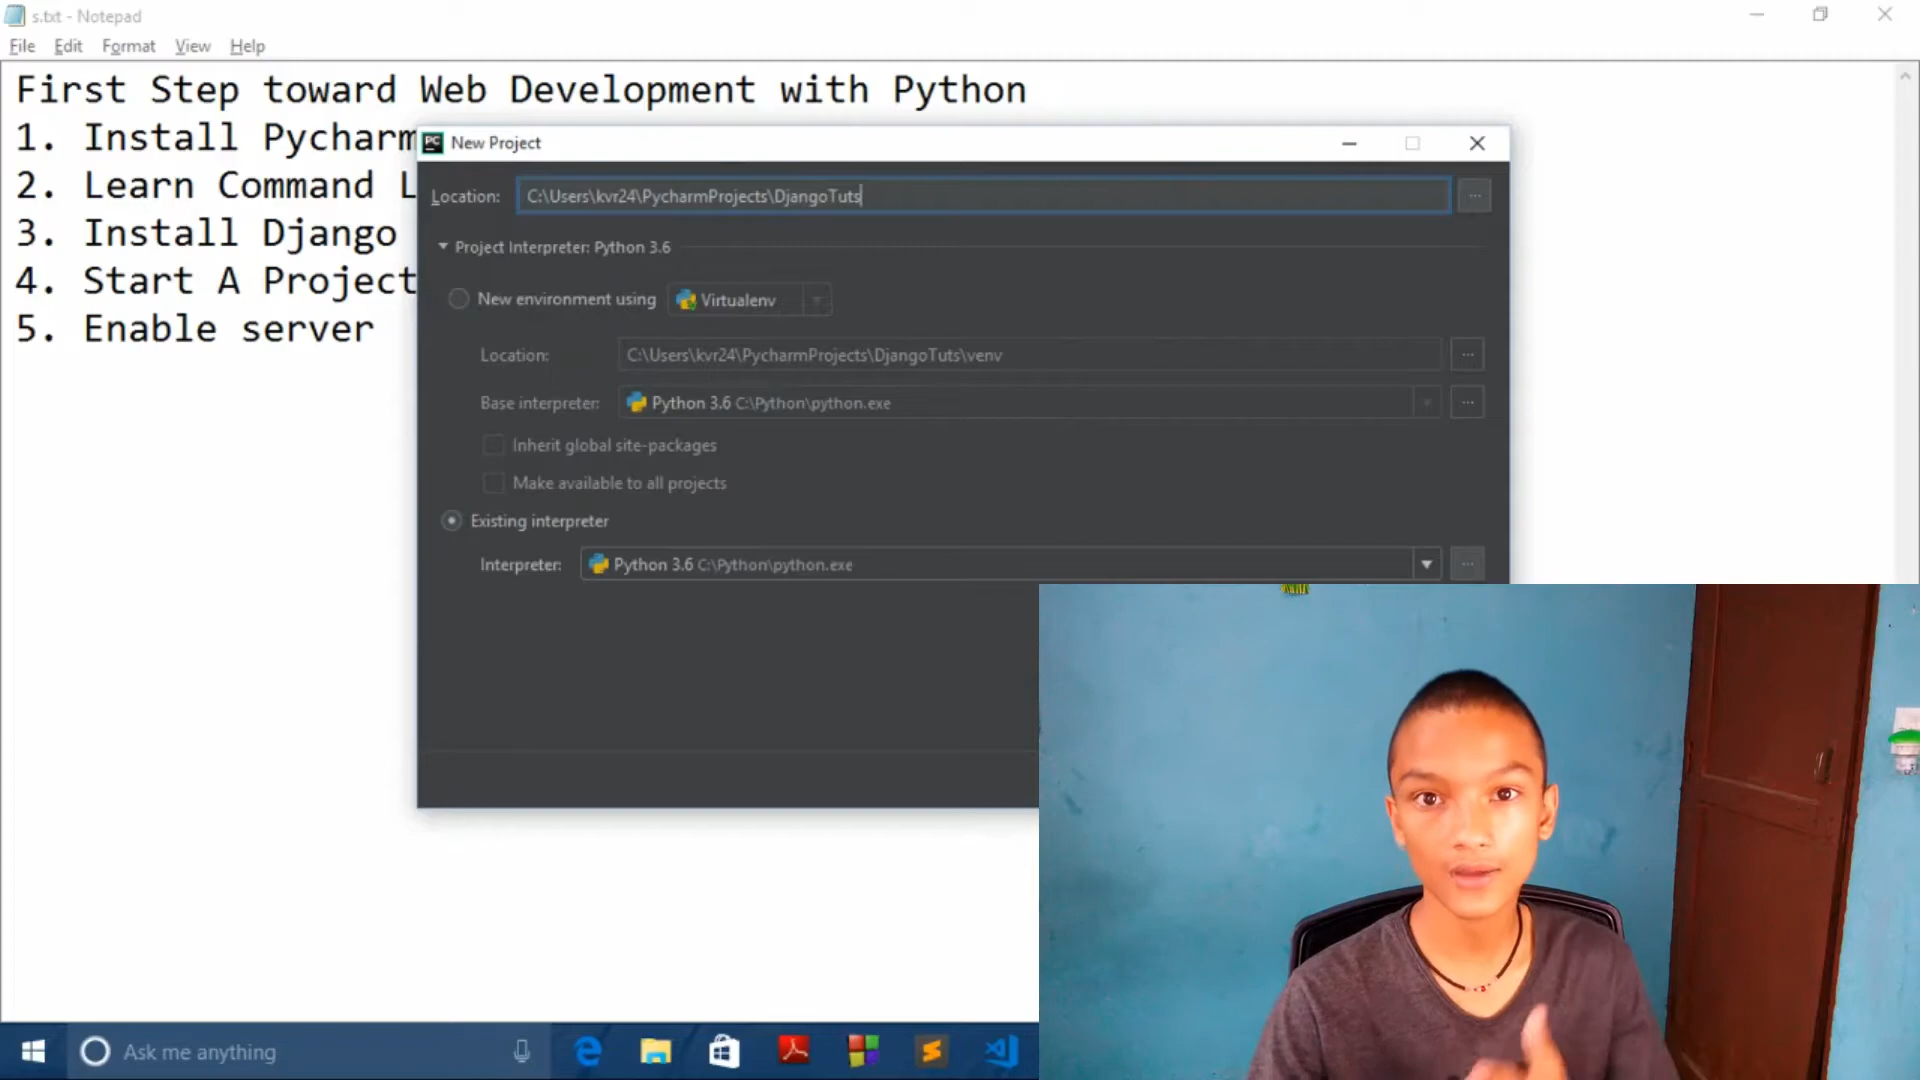 s.txt - Notepad
File Edit Format View Help
First Step toward Web Development with Python
1. Install Pycharm
2. Learn Command L
3. Install Django
4. Start A Project
5. Enable server
PC New Project
Location: C:\Users\kvr24\PycharmProjects\DjangoTuts
Project Interpreter: Python 3.6
New environment using Virtualenv
Location: C:\Users\kvr24\PycharmProjects\DjangoTuts\venv
Base interpreter: Python 3.6 C:\Python\python.exe
Inherit global site-packages
Make available to all projects
Existing interpreter
Interpreter: Python 3.6 C:\Python\python.exe
Ask me anything